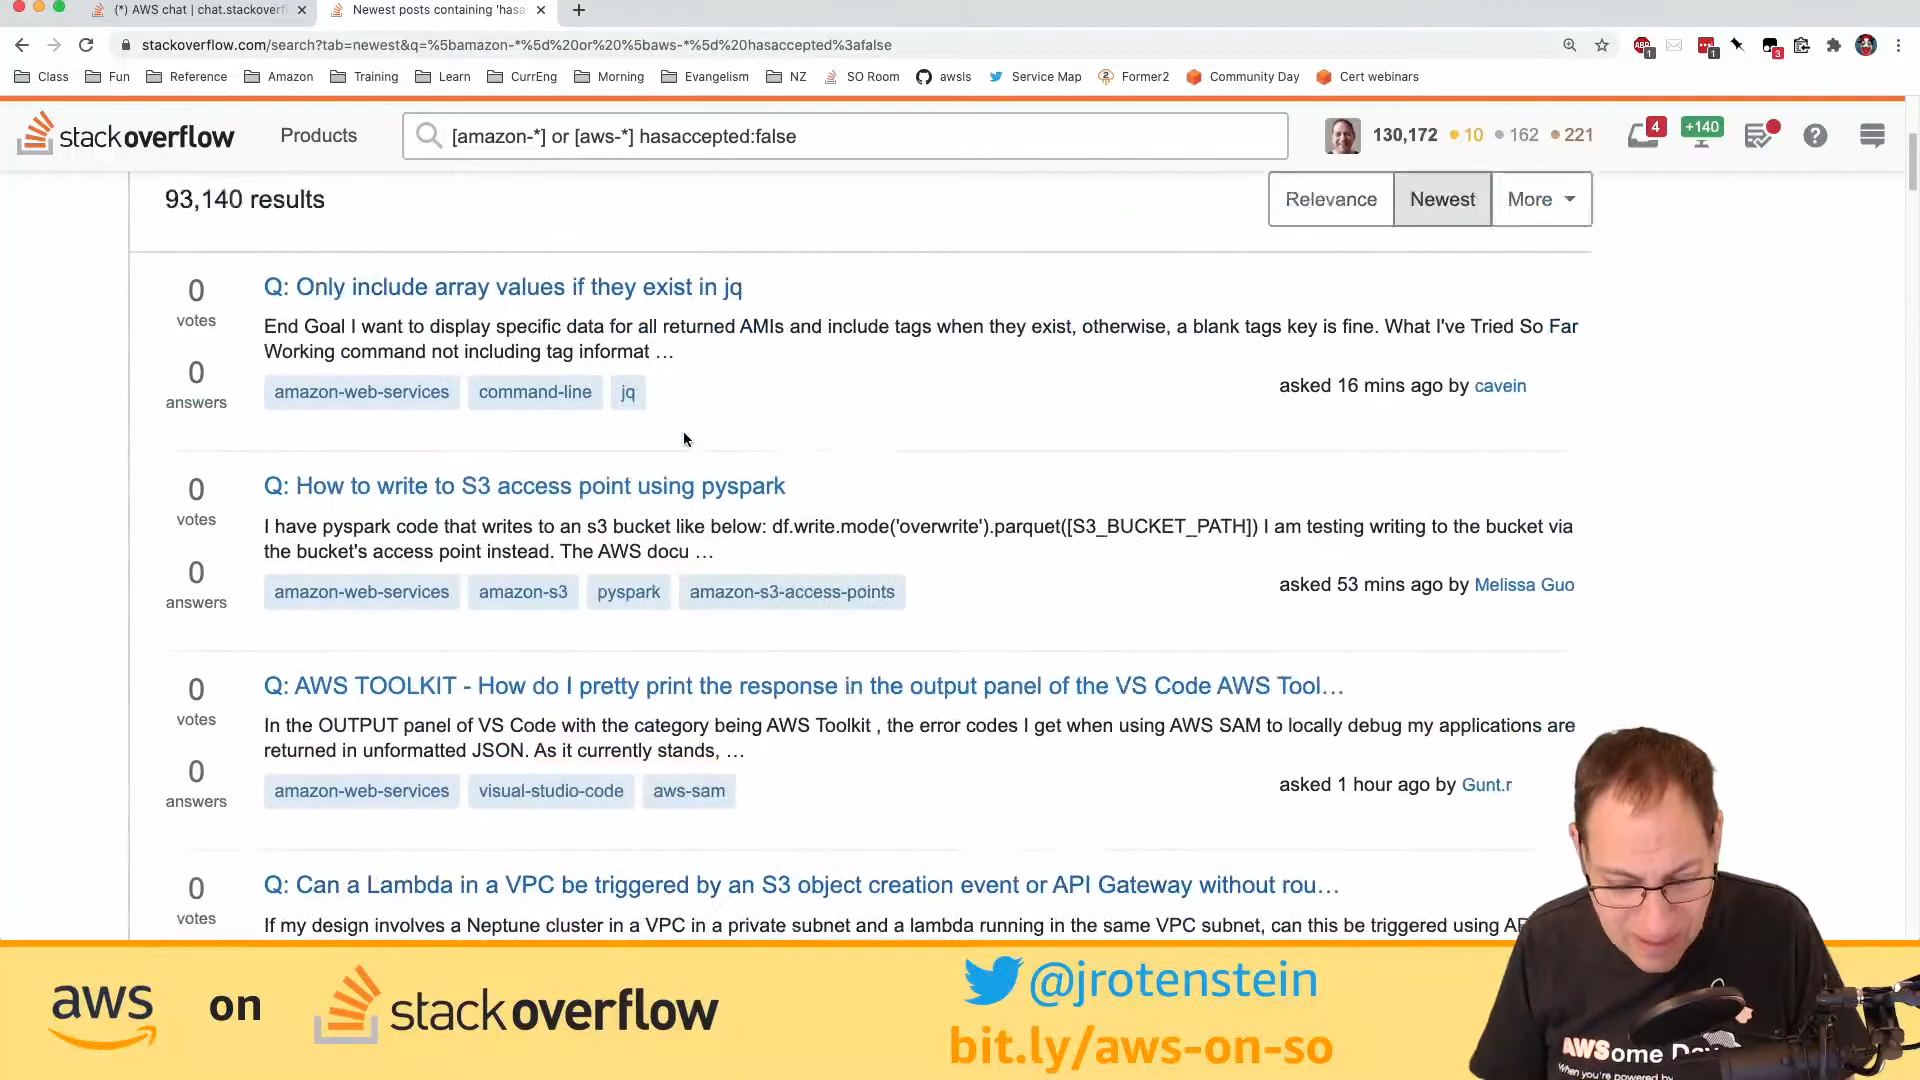 (*) AWS chat | chat.stackoverfl
Newest posts containing 'hasa
stackoverflow.com/search?tab=newest&q=%5bamazon-*%5d%20or%20%5baws-*%5d%20hasaccepted%3afalse
1
1
3
Class
Fun
Reference
Amazon
Training
Learn
CurrEng
Morning
Evangelism
NZ
SO Room
awsls
Service Map
Former2
Community Day
Cert webinars
stackoverflow
Products
[amazon-*] or [aws-*] hasaccepted:false
130,172 10 162 221
4
+140
93,140 results
Relevance
Newest
More
0
votes
0
answers
Q: Only include array values if they exist in jq
End Goal I want to display specific data for all returned AMIs and include tags when they exist, otherwise, a blank tags key is fine. What I've Tried So Far
Working command not including tag informat …
amazon-web-services command-line jq
asked 16 mins ago by cavein
0
votes
0
answers
Q: How to write to S3 access point using pyspark
I have pyspark code that writes to an s3 bucket like below: df.write.mode('overwrite').parquet([S3_BUCKET_PATH]) I am testing writing to the bucket via
the bucket's access point instead. The AWS docu …
amazon-web-services amazon-s3 pyspark amazon-s3-access-points
asked 53 mins ago by Melissa Guo
0
votes
0
answers
Q: AWS TOOLKIT - How do I pretty print the response in the output panel of the VS Code AWS Tool…
In the OUTPUT panel of VS Code with the category being AWS Toolkit , the error codes I get when using AWS SAM to locally debug my applications are
returned in unformatted JSON. As it currently stands, …
amazon-web-services visual-studio-code aws-sam
asked 1 hour ago by Gunt.r
0
votes
Q: Can a Lambda in a VPC be triggered by an S3 object creation event or API Gateway without rou…
If my design involves a Neptune cluster in a VPC in a private subnet and a lambda running in the same VPC subnet, can this be triggered using
aws on stackoverflow
@jrotenstein
bit.ly/aws-on-so
AWSome Day
When you're powered by